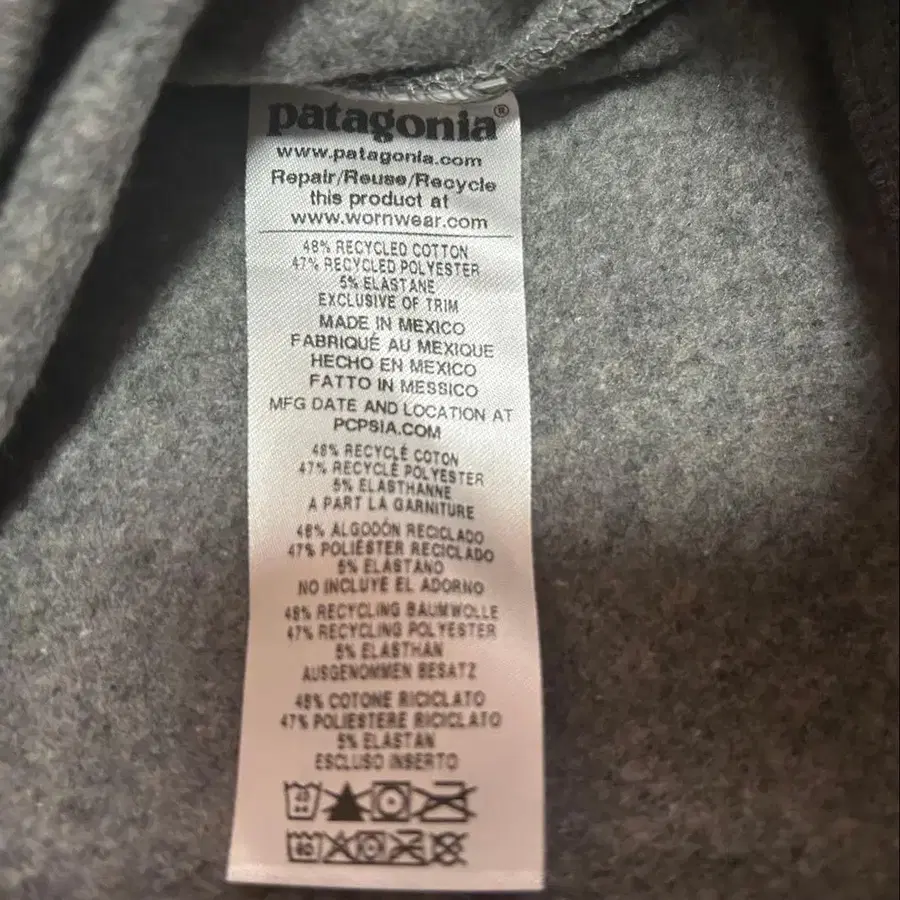 patagonia®
www.patagonia.com
Repair/Reuse/Recycle
this product at
www.wornwear.com
48% RECYCLED COTTON
47% RECYCLED POLYESTER
5% ELASTANE
EXCLUSIVE OF TRIM
MADE IN MEXICO
FABRIQUÉ AU MEXIQUE
HECHO EN MEXICO
FATTO IN MESSICO
MFG DATE AND LOCATION AT
PCPSIA.COM
48% RECYCLÉ COTON
47% RECYCLÉ POLYESTER
5% ELASTHANNE
A PART LA GARNITURE
48% ALGODÓN RECICLADO
47% POLIÉSTER RECICLADO
5% ELASTANO
NO INCLUYE EL ADORNO
48% RECYCLING BAUMWOLLE
47% RECYCLING POLYESTER
5% ELASTHAN
AUSGENOMMEN BESATZ
48% COTONE RICICLATO
47% POLIESTERE RICICLATO
5% ELASTAN
ESCLUSO INSERTO
40